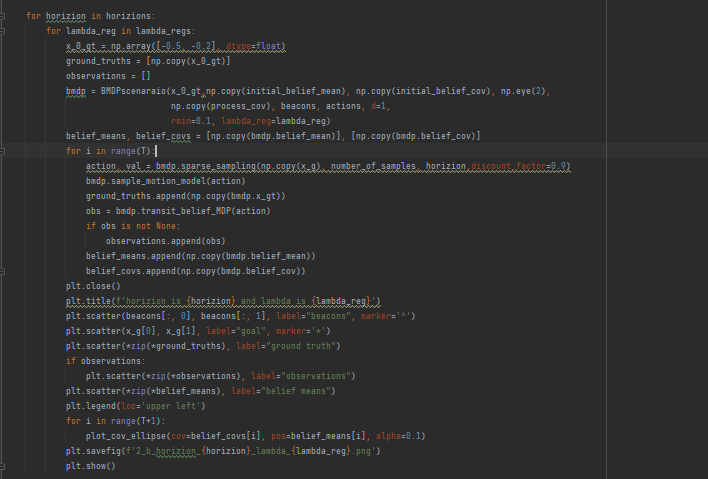 for horizion in horizions:
for lambda_reg in lambda_regs:
x_0_gt = np.array([-0.5, -0.2], dtype=float)
ground_truths = [np.copy(x_0_gt)]
observations = []
bmdp = BMDPscenaraio(x_0_gt,np.copy(initial_belief_mean), np.copy(initial_belief_cov), np.eye(2),
np.copy(process_cov), beacons, actions, d=1,
rmin=0.1, lambda_reg=lambda_reg)
belief_means, belief_covs = [np.copy(bmdp.belief_mean)], [np.copy(bmdp.belief_cov)]
for i in range(T):
action, val = bmdp.sparse_sampling(np.copy(x_g), number_of_samples, horizion,discount_factor=0.9)
bmdp.sample_motion_model(action)
ground_truths.append(np.copy(bmdp.x_gt))
obs = bmdp.transit_belief_MDP(action)
if obs is not None:
observations.append(obs)
belief_means.append(np.copy(bmdp.belief_mean))
belief_covs.append(np.copy(bmdp.belief_cov))
plt.close()
plt.title(f'horizion is {horizion} and lambda is {lambda_reg}')
plt.scatter(beacons[:, 0], beacons[:, 1], label="beacons", marker='^')
plt.scatter(x_g[0], x_g[1], label="goal", marker='*')
plt.scatter(*zip(*ground_truths), label="ground truth")
if observations:
plt.scatter(*zip(*observations), label="observations")
plt.scatter(*zip(*belief_means), label="belief means")
plt.legend(loc='upper left')
for i in range(T+1):
plot_cov_ellipse(cov=belief_covs[i], pos=belief_means[i], alpha=0.1)
plt.savefig(f'2_b_horizion_{horizion}_lambda_{lambda_reg}.png')
plt.show()